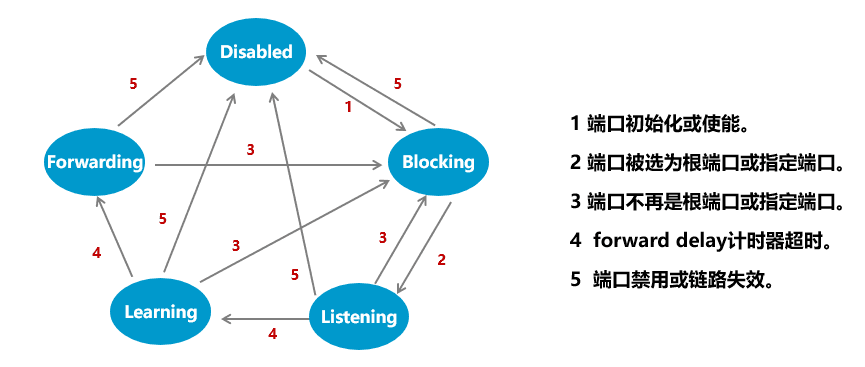 Disabled
5
5
1
Forwarding
3
Blocking
5
3
3
4
5
2
Learning
4
Listening
1 端口初始化或使能。
2 端口被选为根端口或指定端口。
3 端口不再是根端口或指定端口。
4 forward delay计时器超时。
5 端口禁用或链路失效。